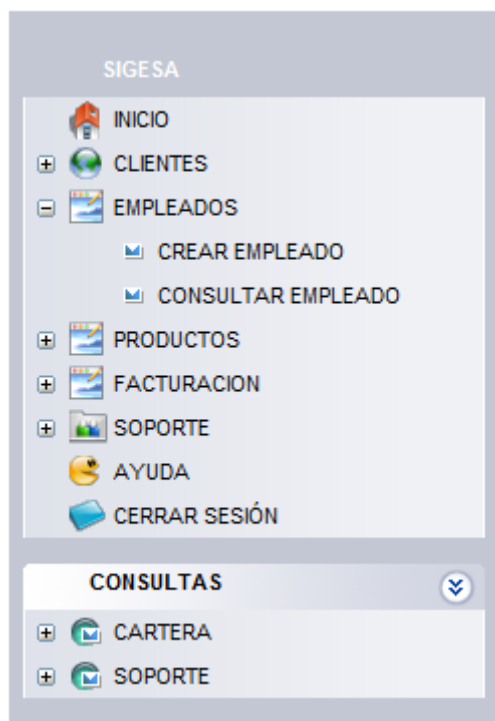 SIGESA
INICIO
CLIENTES
EMPLEADOS
CREAR EMPLEADO
CONSULTAR EMPLEADO
PRODUCTOS
FACTURACION
SOPORTE
AYUDA
CERRAR SESIÓN
CONSULTAS
CARTERA
SOPORTE